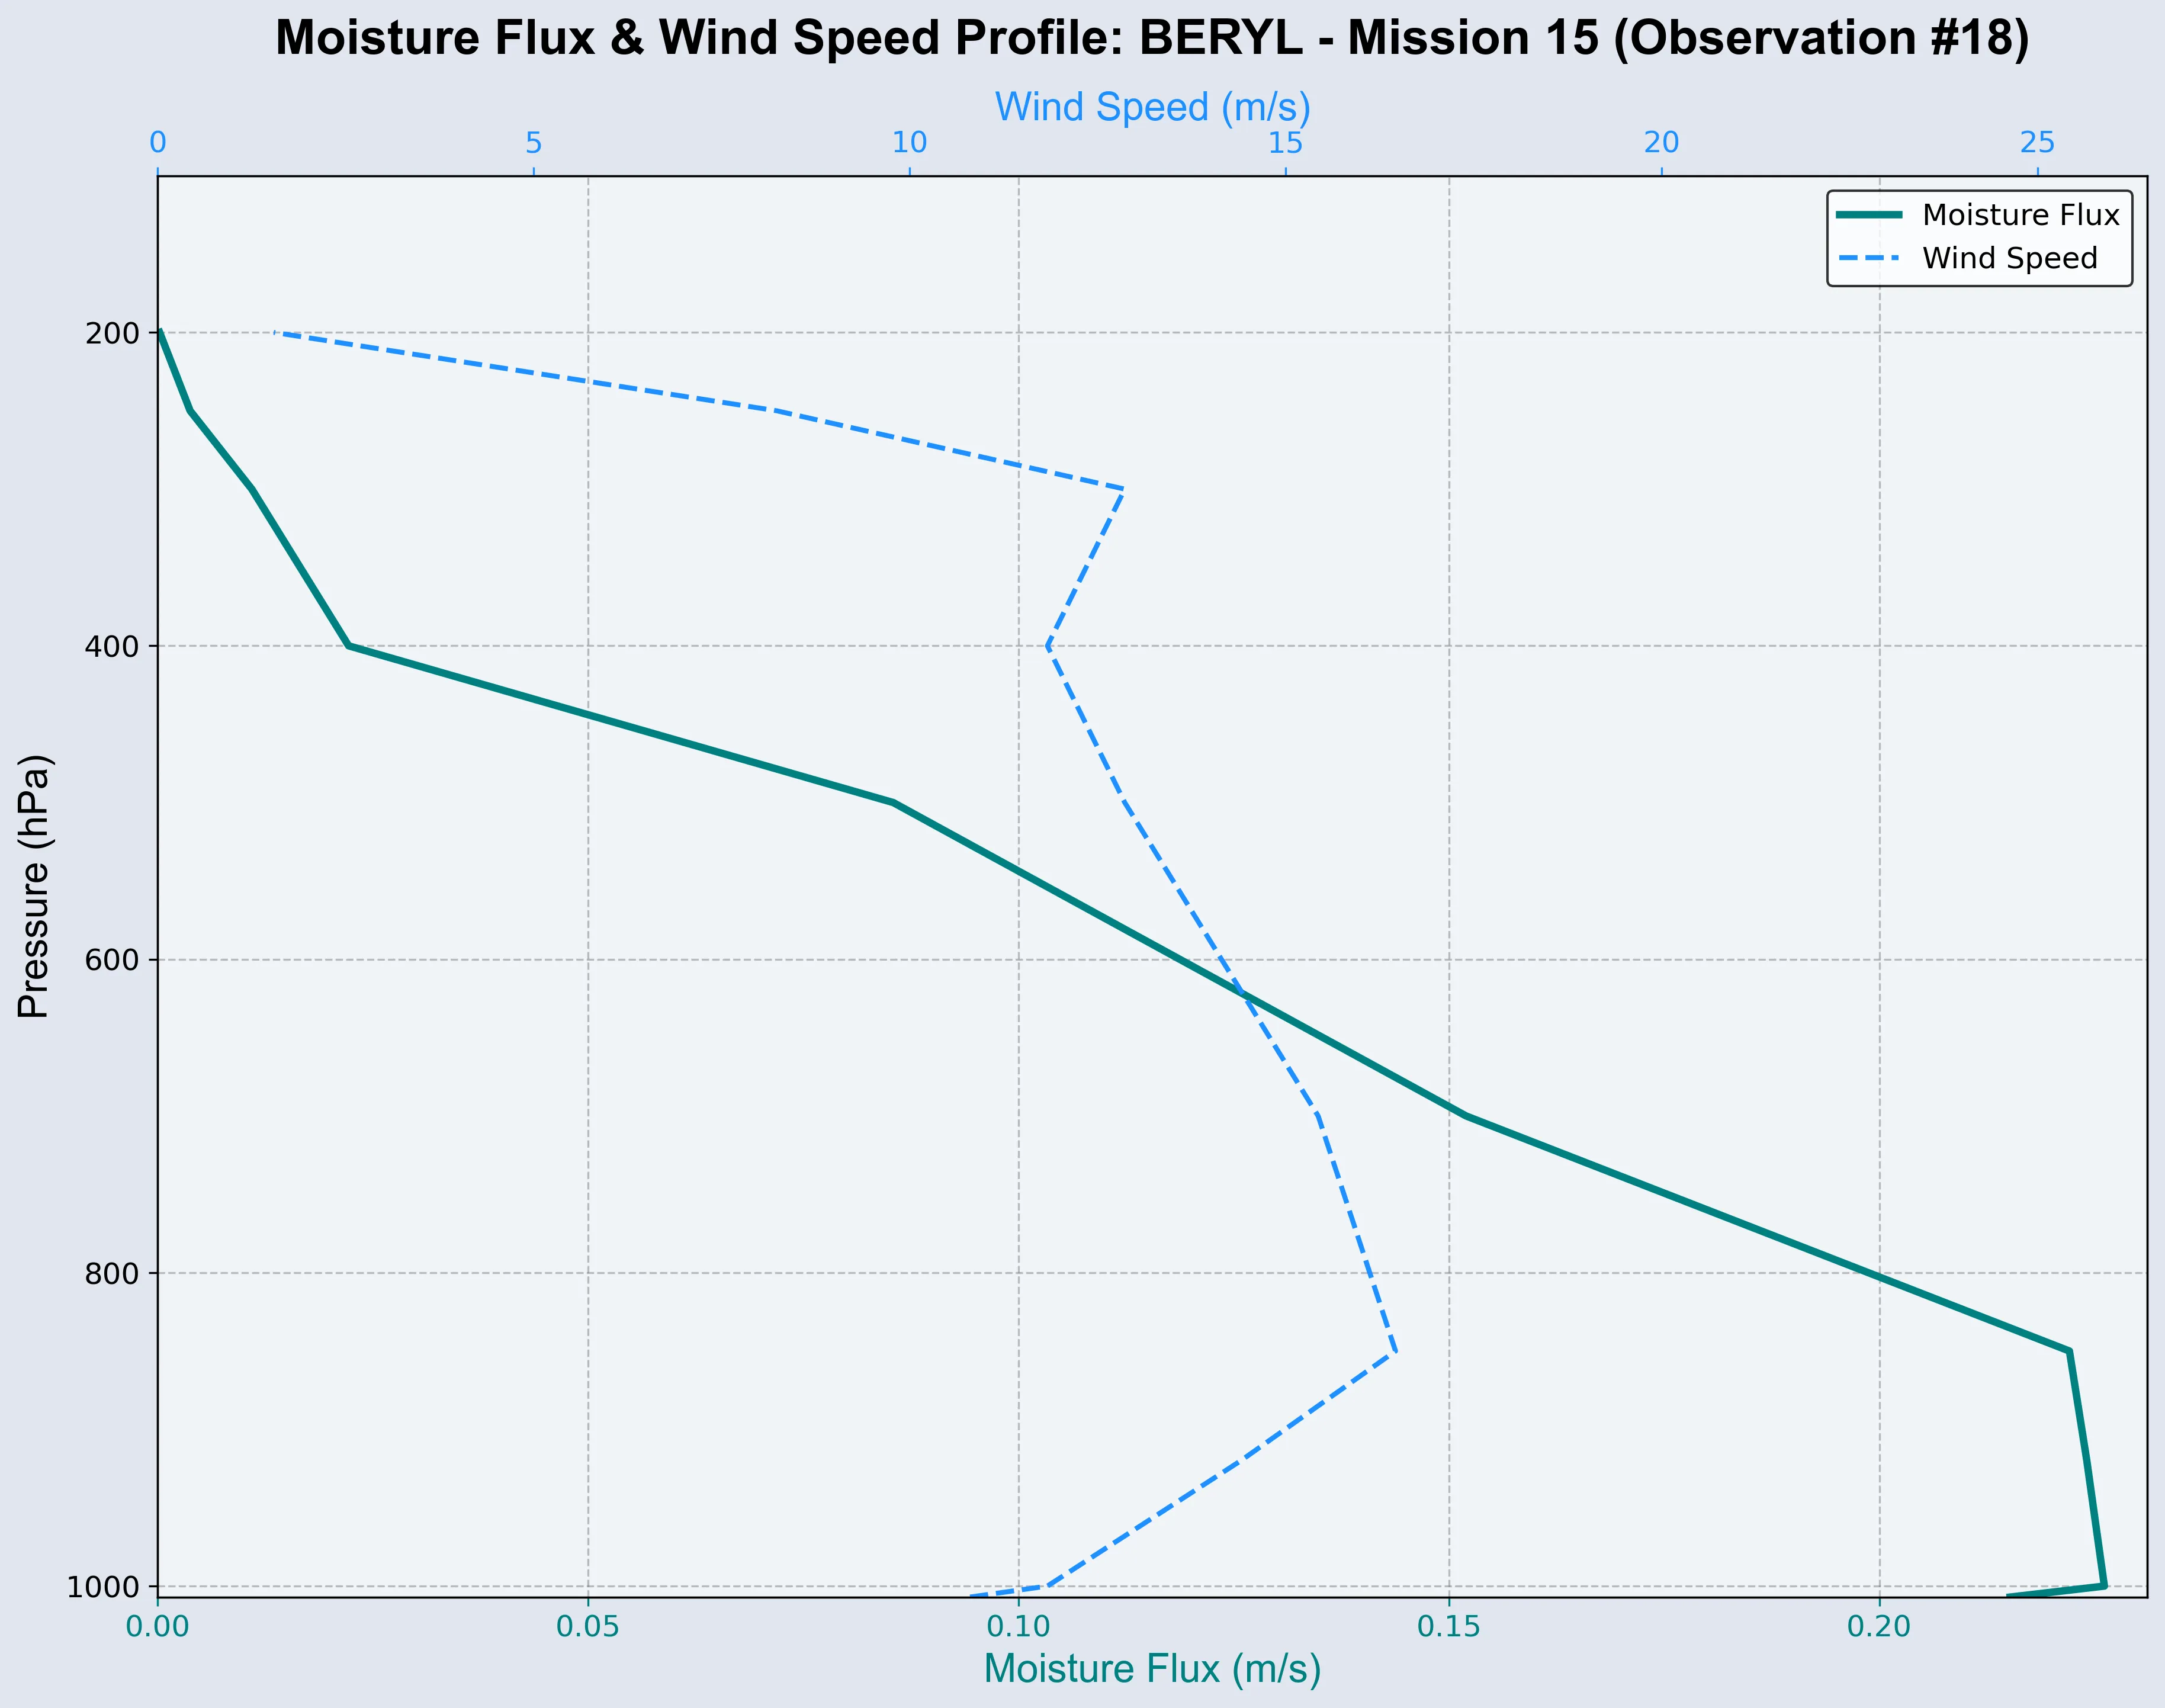 Moisture Flux & Wind Speed Profile: BERYL - Mission 15 (Observation #18)
Wind Speed (m/s)
0 5 10 15 20 25
Moisture Flux
Wind Speed
200
400
600
800
1000
Pressure (hPa)
0.00 0.05 0.10 0.15 0.20
Moisture Flux (m/s)